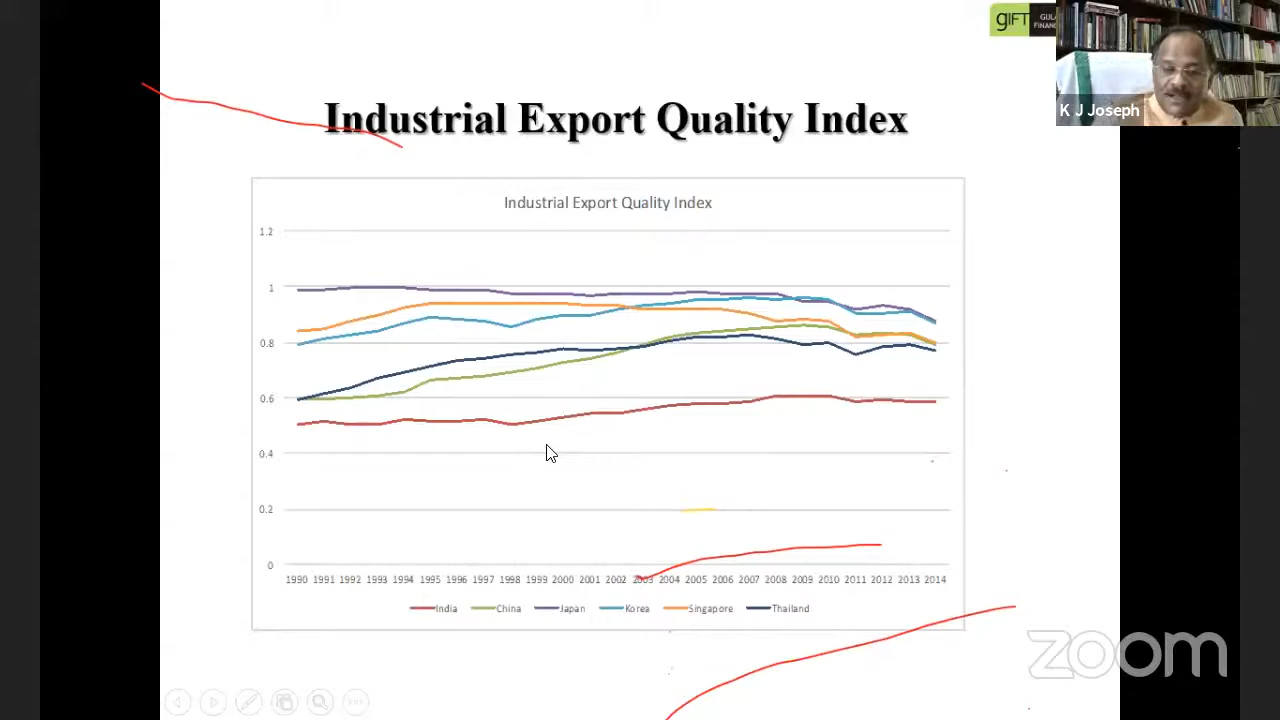 gIFT GUL
FINANC
K J Joseph
Industrial Export Quality Index
Industrial Export Quality Index
1.2
1
0.8
0.6
0.4
0.2
0
1990 1991 1992 1993 1994 1995 1996 1997 1998 1999 2000 2001 2002 2003 2004 2005 2006 2007 2008 2009 2010 2011 2012 2013 2014
India China Japan Korea Singapore Thailand
zoom